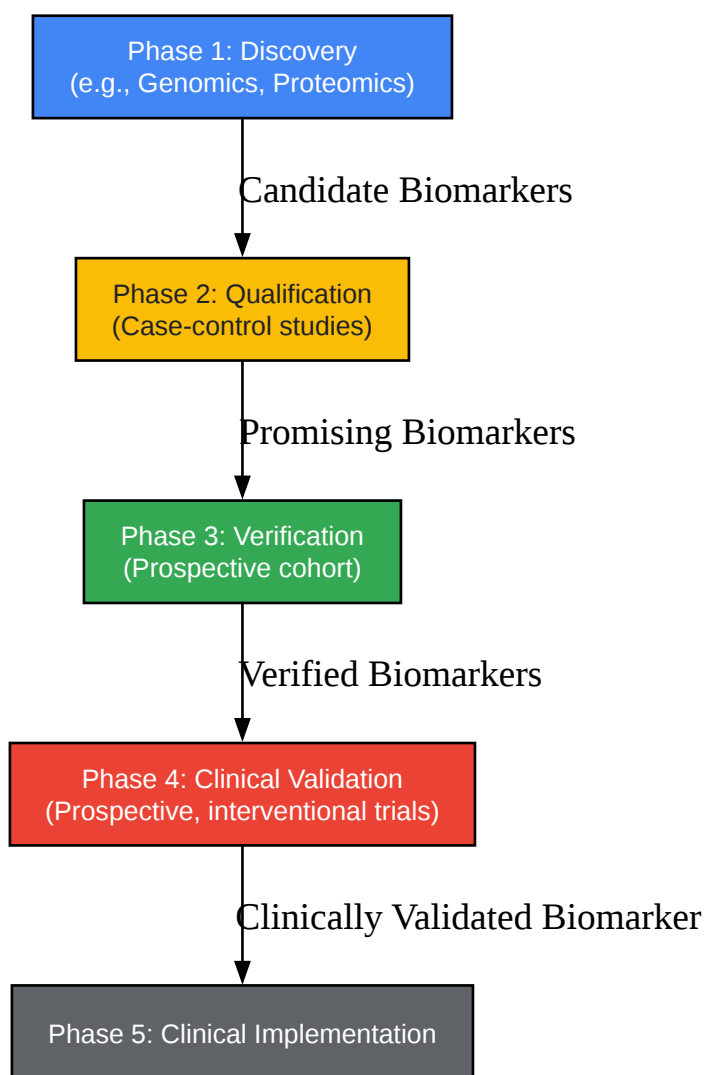 Phase 1: Discovery
(e.g., Genomics, Proteomics)
Candidate Biomarkers
Phase 2: Qualification
(Case-control studies)
Promising Biomarkers
Phase 3: Verification
(Prospective cohort)
Verified Biomarkers
Phase 4: Clinical Validation
(Prospective, interventional trials)
Clinically Validated Biomarker
Phase 5: Clinical Implementation